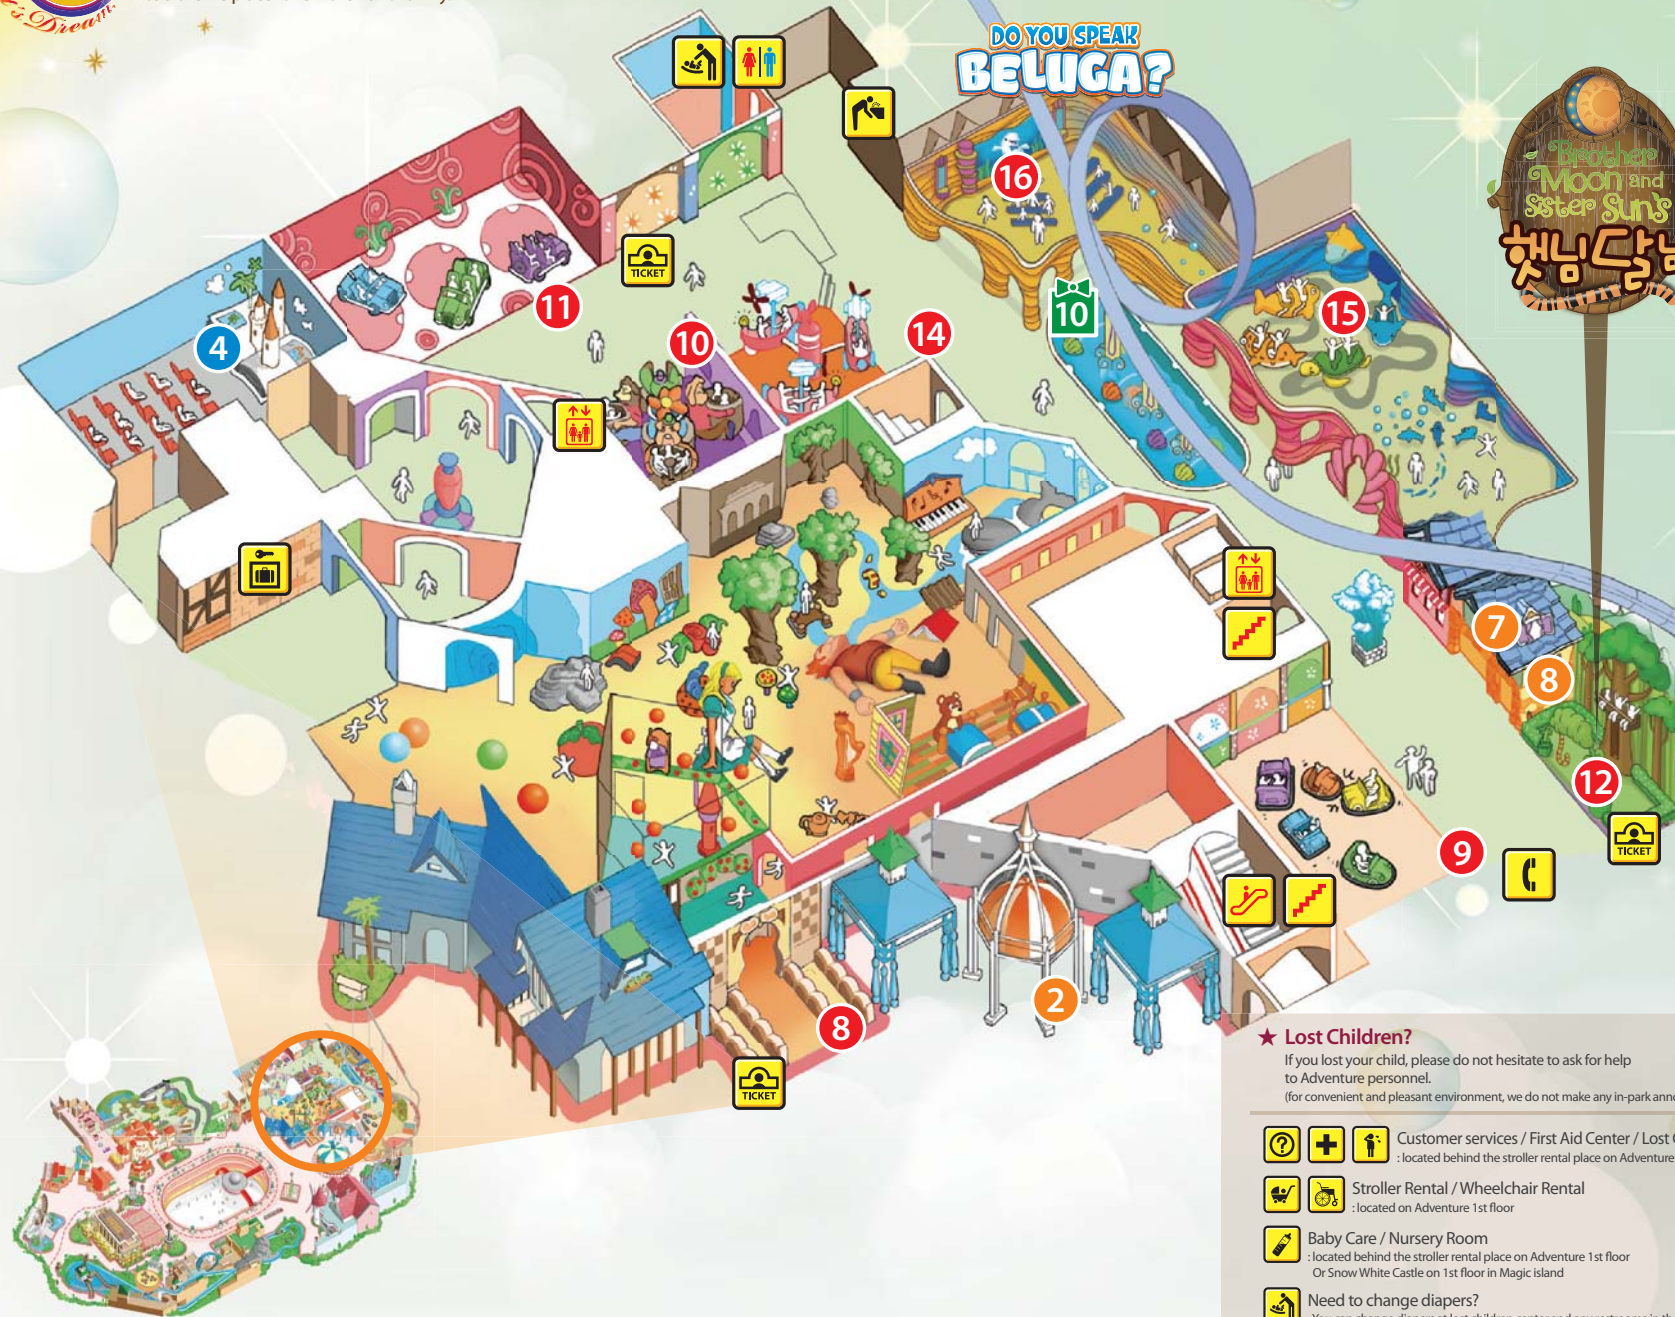 Dream
DO YOU SPEAK
BELUGA?
Brother
Moon and
Sister Sun's
햇님달님
16
TICKET
11
10
15
4
10
14
7
8
12
TICKET
9
2
8
TICKET
★ Lost Children?
If you lost your child, please do not hesitate to ask for help
to Adventure personnel.
(for convenient and pleasant environment, we do not make any in-park
Customer services / First Aid Center / Lost
: located behind the stroller rental place on Adventure
Stroller Rental / Wheelchair Rental
: located on Adventure 1st floor
Baby Care / Nursery Room
: located behind the stroller rental place on Adventure 1st floor
Or Snow White Castle on 1st floor in Magic island
Need to change diapers?